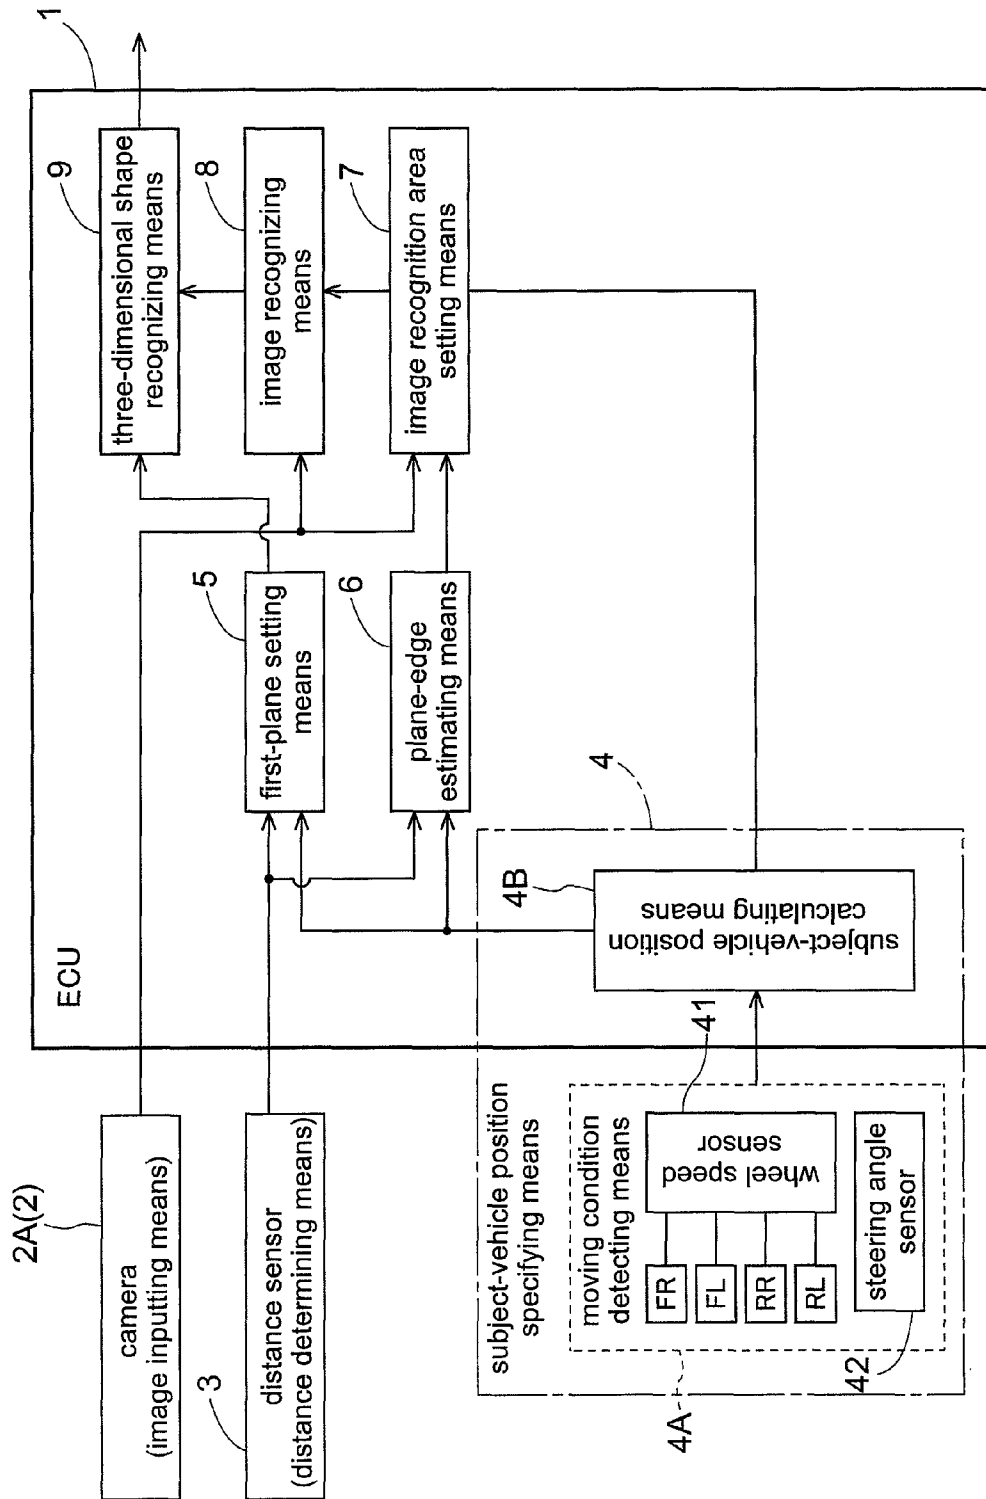 2A(2)
camera
(image inputting means)
3
distance sensor
(distance determining means)
subject-vehicle position
specifying means
moving condition
detecting means
4A
FR
FL
RR
RL
wheel speed
sensor
41
steering angle
sensor
42
ECU
1
4
4B
subject-vehicle position
calculating means
5
first-plane setting
means
6
plane-edge
estimating means
9
three-dimensional shape
recognizing means
8
image recognizing
means
7
image recognition area
setting means